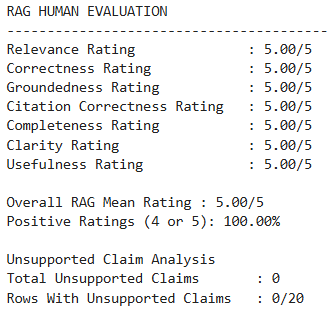 RAG HUMAN EVALUATION
----------------------------------------
Relevance Rating : 5.00/5
Correctness Rating : 5.00/5
Groundedness Rating : 5.00/5
Citation Correctness Rating : 5.00/5
Completeness Rating : 5.00/5
Clarity Rating : 5.00/5
Usefulness Rating : 5.00/5
Overall RAG Mean Rating : 5.00/5
Positive Ratings (4 or 5): 100.00%
Unsupported Claim Analysis
Total Unsupported Claims : 0
Rows With Unsupported Claims : 0/20